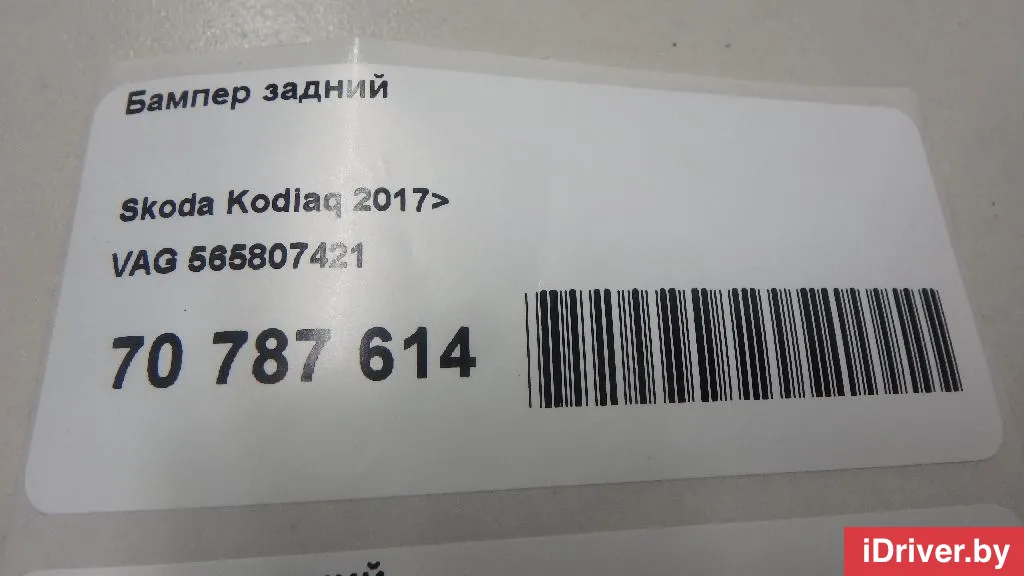 Бампер задний
Skoda Kodiaq 2017>
VAG 565807421
70 787 614
iDriver.by